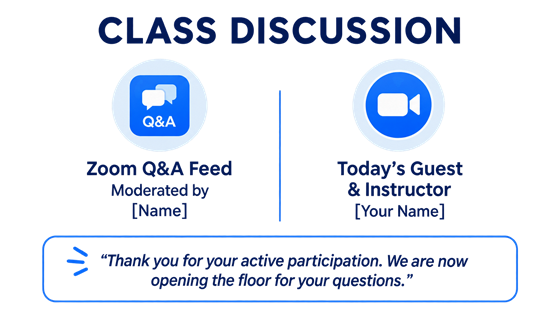 CLASS DISCUSSION
Q&A
Zoom Q&A Feed
Moderated by
[Name]
Today’s Guest
& Instructor
[Your Name]
“Thank you for your active participation. We are now
opening the floor for your questions.”